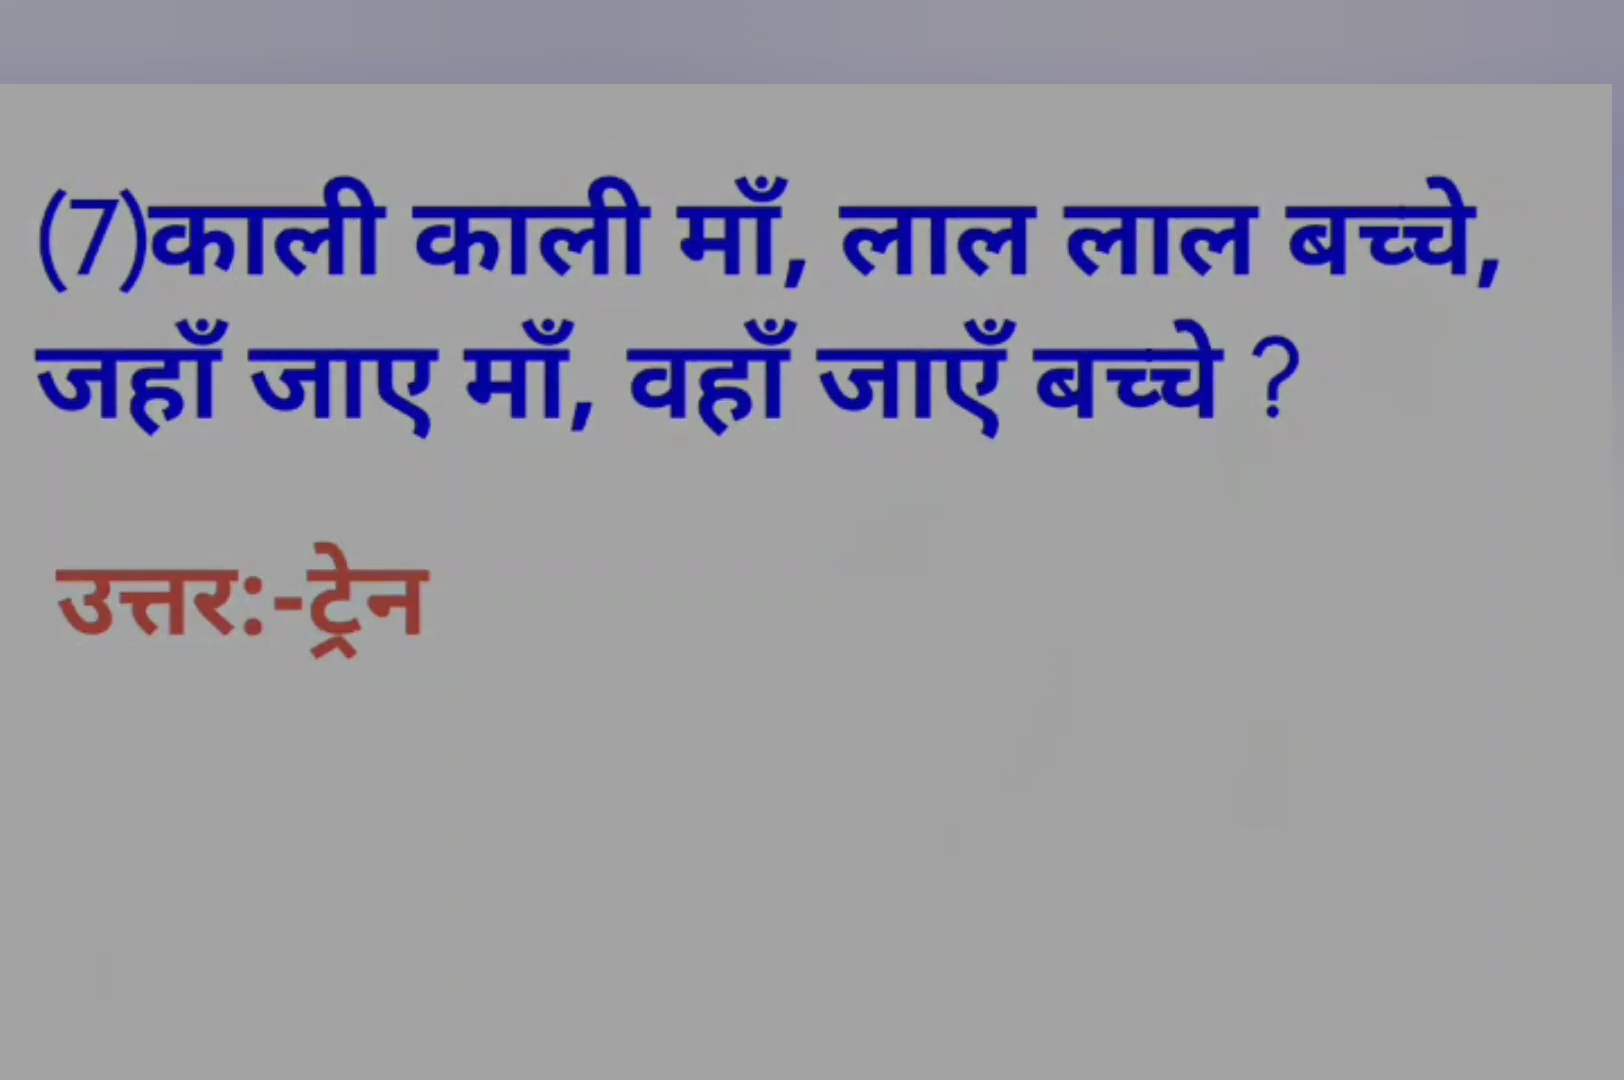 (7)काली काली माँ, लाल लाल बच्चे,
जहाँ जाए माँ, वहाँ जाएँ बच्चे ?
उत्तर:-ट्रेन